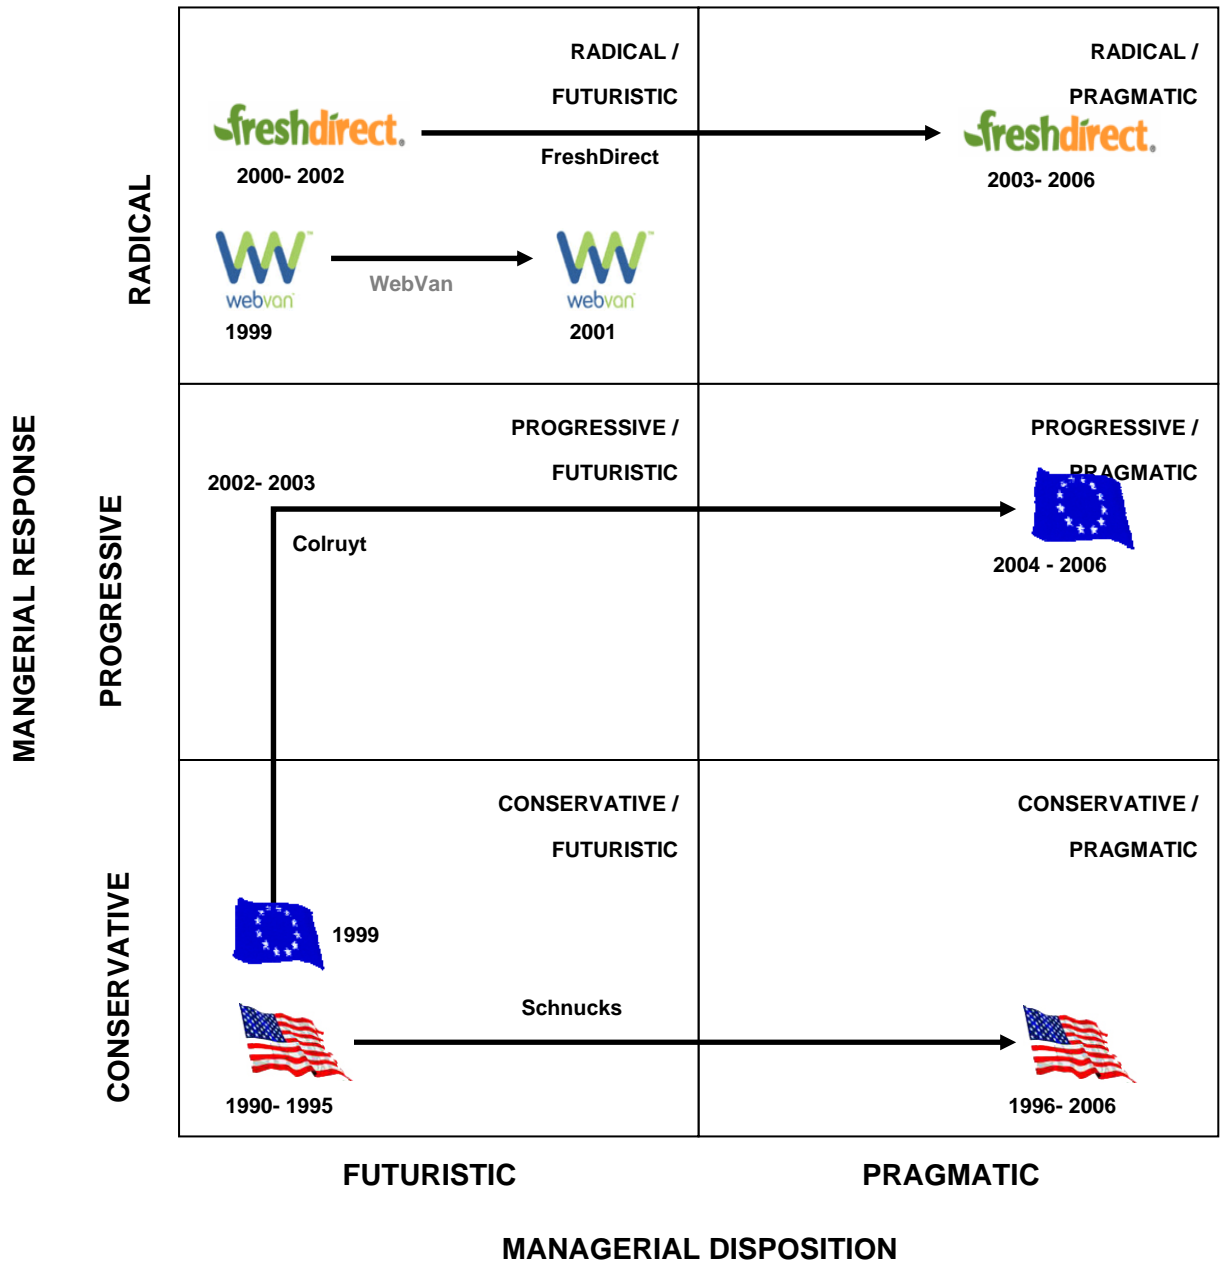 RADICAL /
FUTURISTIC
RADICAL /
PRAGMATIC
freshdirect.
FreshDirect
freshdirect.®
2000- 2002
2003- 2006
RADICAL
webvan
WebVan
webvan
1999
2001
PROGRESSIVE /
FUTURISTIC
PROGRESSIVE /
PRAGMATIC
2002- 2003
Colruyt
2004 - 2006
MANGERIAL RESPONSE
PROGRESSIVE
CONSERVATIVE /
FUTURISTIC
CONSERVATIVE /
PRAGMATIC
1999
Schnucks
1990- 1995
1996- 2006
CONSERVATIVE
FUTURISTIC
PRAGMATIC
MANAGERIAL DISPOSITION